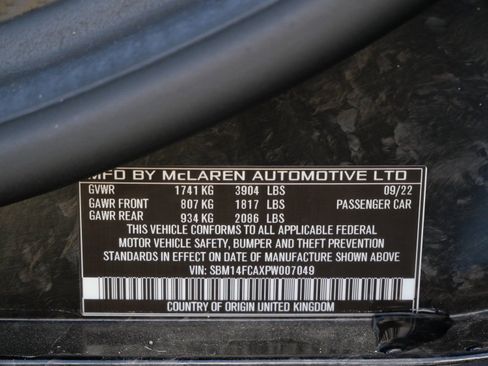 MFD BY McLAREN AUTOMOTIVE LTD
GVWR 1741 KG 3904 LBS 09/22
GAWR FRONT 807 KG 1817 LBS PASSENGER CAR
GAWR REAR 934 KG 2086 LBS
THIS VEHICLE CONFORMS TO ALL APPLICABLE FEDERAL
MOTOR VEHICLE SAFETY, BUMPER AND THEFT PREVENTION
STANDARDS IN EFFECT ON DATE OF MANUFACTURE SHOWN ABOVE
VIN: SBM14FCAXPW007049
COUNTRY OF ORIGIN UNITED KINGDOM